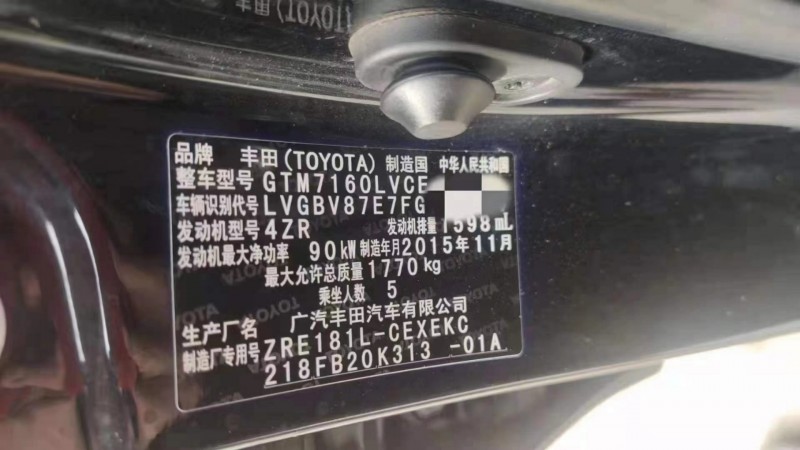 丰田 (TOYOTA)
品牌 丰田(TOYOTA) 制造国 中华人民共和国
整车型号 GTM7160LVCE
车辆识别代号 LVGBV87E7FG
发动机型号 4ZR 发动机排量 1598 mL
发动机最大净功率 90 kW 制造年月 2015年11月
最大允许总质量 1770 kg
乘坐人数 5
生产厂名 广汽丰田汽车有限公司
制造厂专用号 ZRE181L-CEXEKC
218FB20K313 -01A